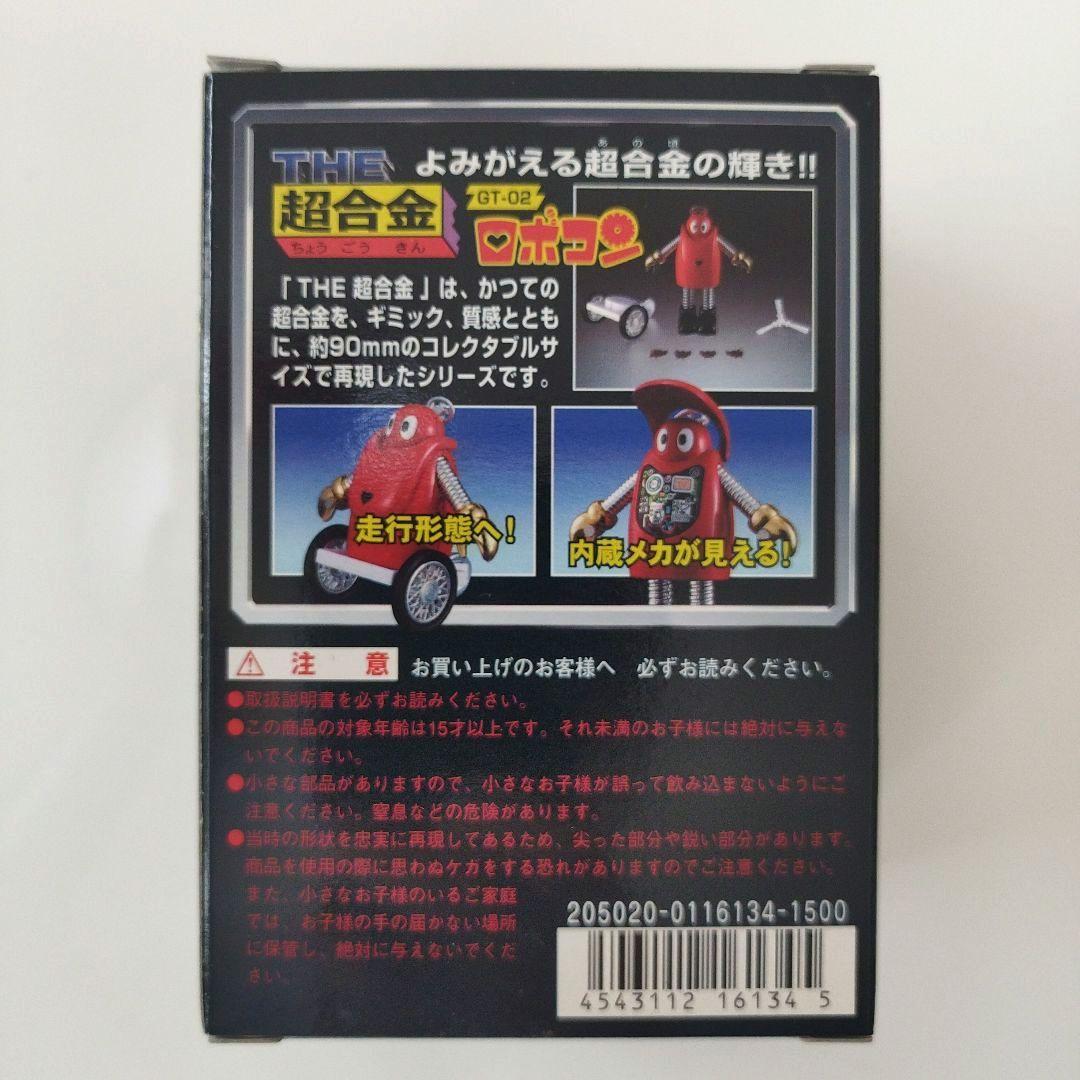 THE
超合金
ちょう ごう きん
あの頃
よみがえる超合金の輝き!!
GT-02
ロボコン
「 THE 超合金 」は、かつての
超合金を、ギミック、質感ととも
に、約90mmのコレクタブルサ
イズで再現したシリーズです。
走行形態へ!
内蔵メカが見える!
注 意 お買い上げのお客様へ 必ずお読みください。
●取扱説明書を必ずお読みください。
●この商品の対象年齢は15才以上です。それ未満のお子様には絶対に与えな
いでください。
●小さな部品がありますので、小さなお子様が誤って飲み込まないようにご
注意ください。窒息などの危険があります。
●当時の形状を忠実に再現してあるため、尖った部分や鋭い部分があります。
商品を使用の際に思わぬケガをする恐れがありますのでご注意ください。
また、小さなお子様のいるご家庭
では、お子様の手の届かない場所
に保管し、絶対に与えないでくだ
さい。
205020-0116134-1500
4543112 16134 5